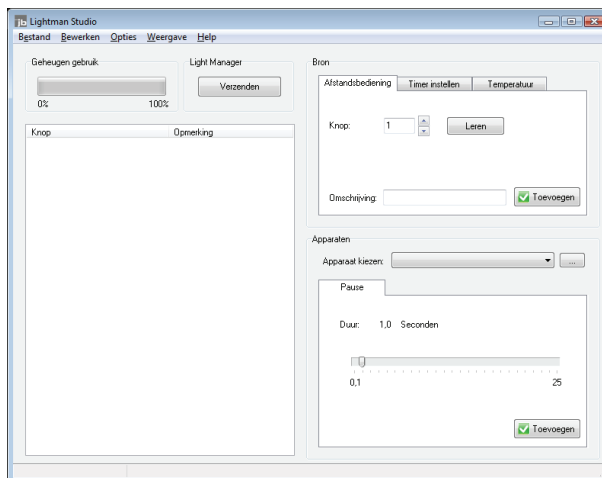 jb Lightman Studio
Bestand Bewerken Opties Weergave Help
Geheugen gebruik
0% 100%
Light Manager
Verzenden
Knop Opmerking
Bron
Afstandsbediening Timer instellen Temperatuur
Knop: 1 Leren
Omschrijving: Toevoegen
Apparaten
Apparaat kiezen: ...
Pause
Duur: 1,0 Seconden
0,1 25
Toevoegen